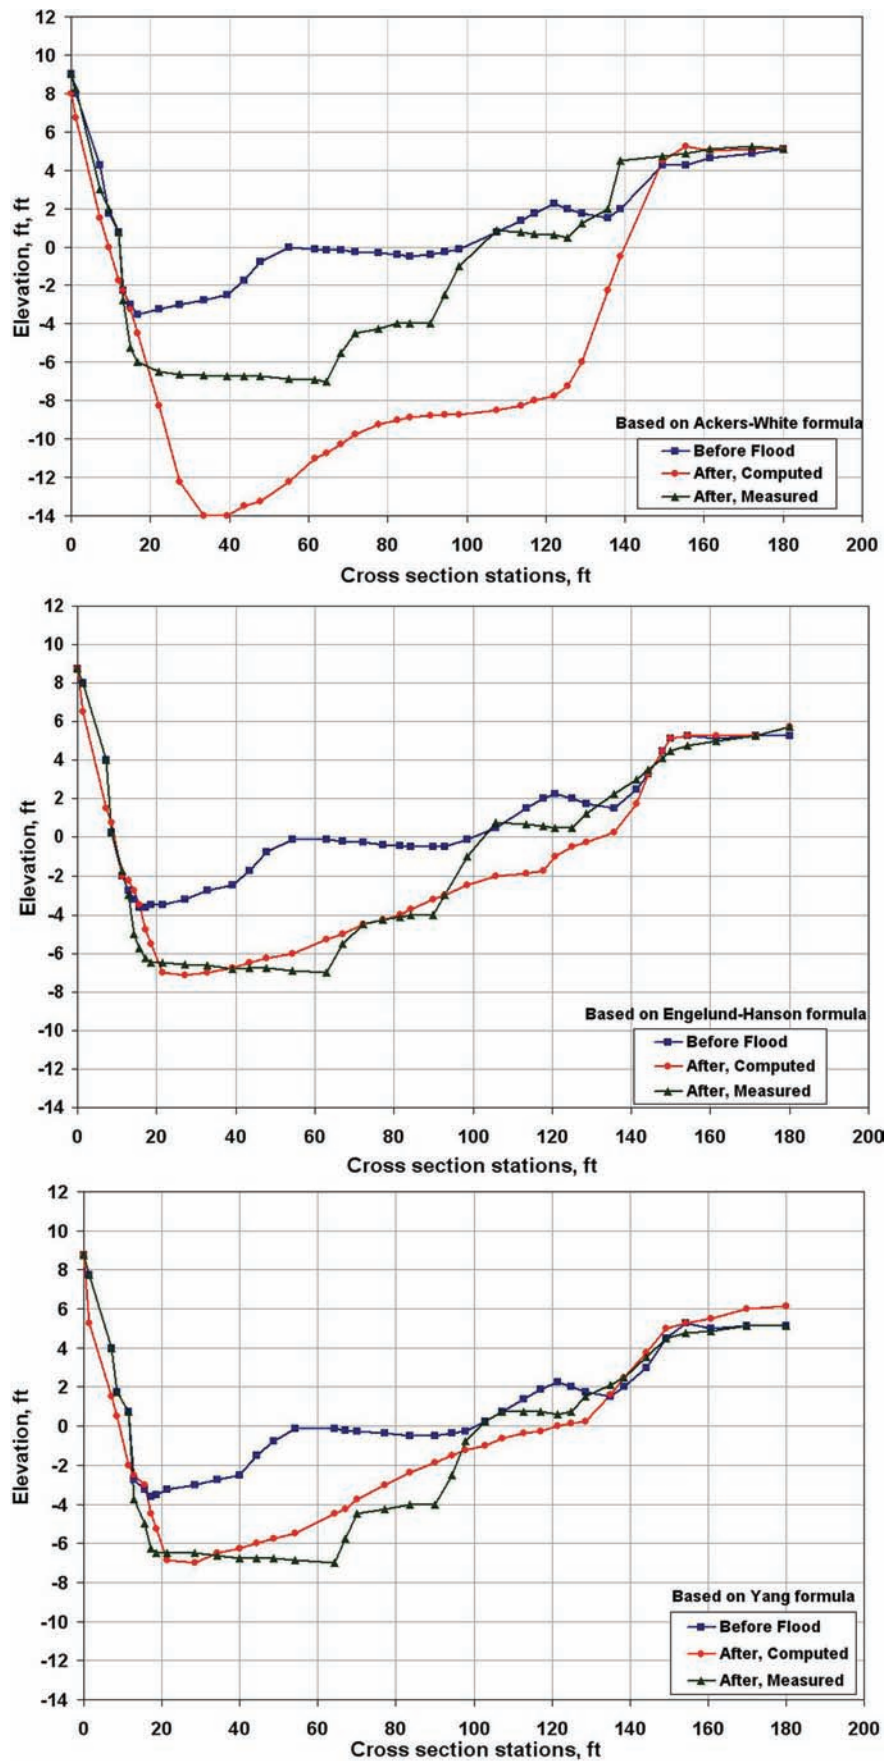 12
10
8
6
4
2
0
-2
-4
-6
-8
-10
-12
-14
Elevation, ft, ft
Based on Ackers-White formula
Before Flood
After, Computed
After, Measured
0 20 40 60 80 100 120 140 160 180 200
Cross section stations, ft
12
10
8
6
4
2
0
-2
-4
-6
-8
-10
-12
-14
Elevation, ft
Based on Engelund-Hanson formula
Before Flood
After, Computed
After, Measured
0 20 40 60 80 100 120 140 160 180 200
Cross section stations, ft
12
10
8
6
4
2
0
-2
-4
-6
-8
-10
-12
-14
Elevation, ft
Based on Yang formula
Before Flood
After, Computed
After, Measured
0 20 40 60 80 100 120 140 160 180 200
Cross section stations, ft